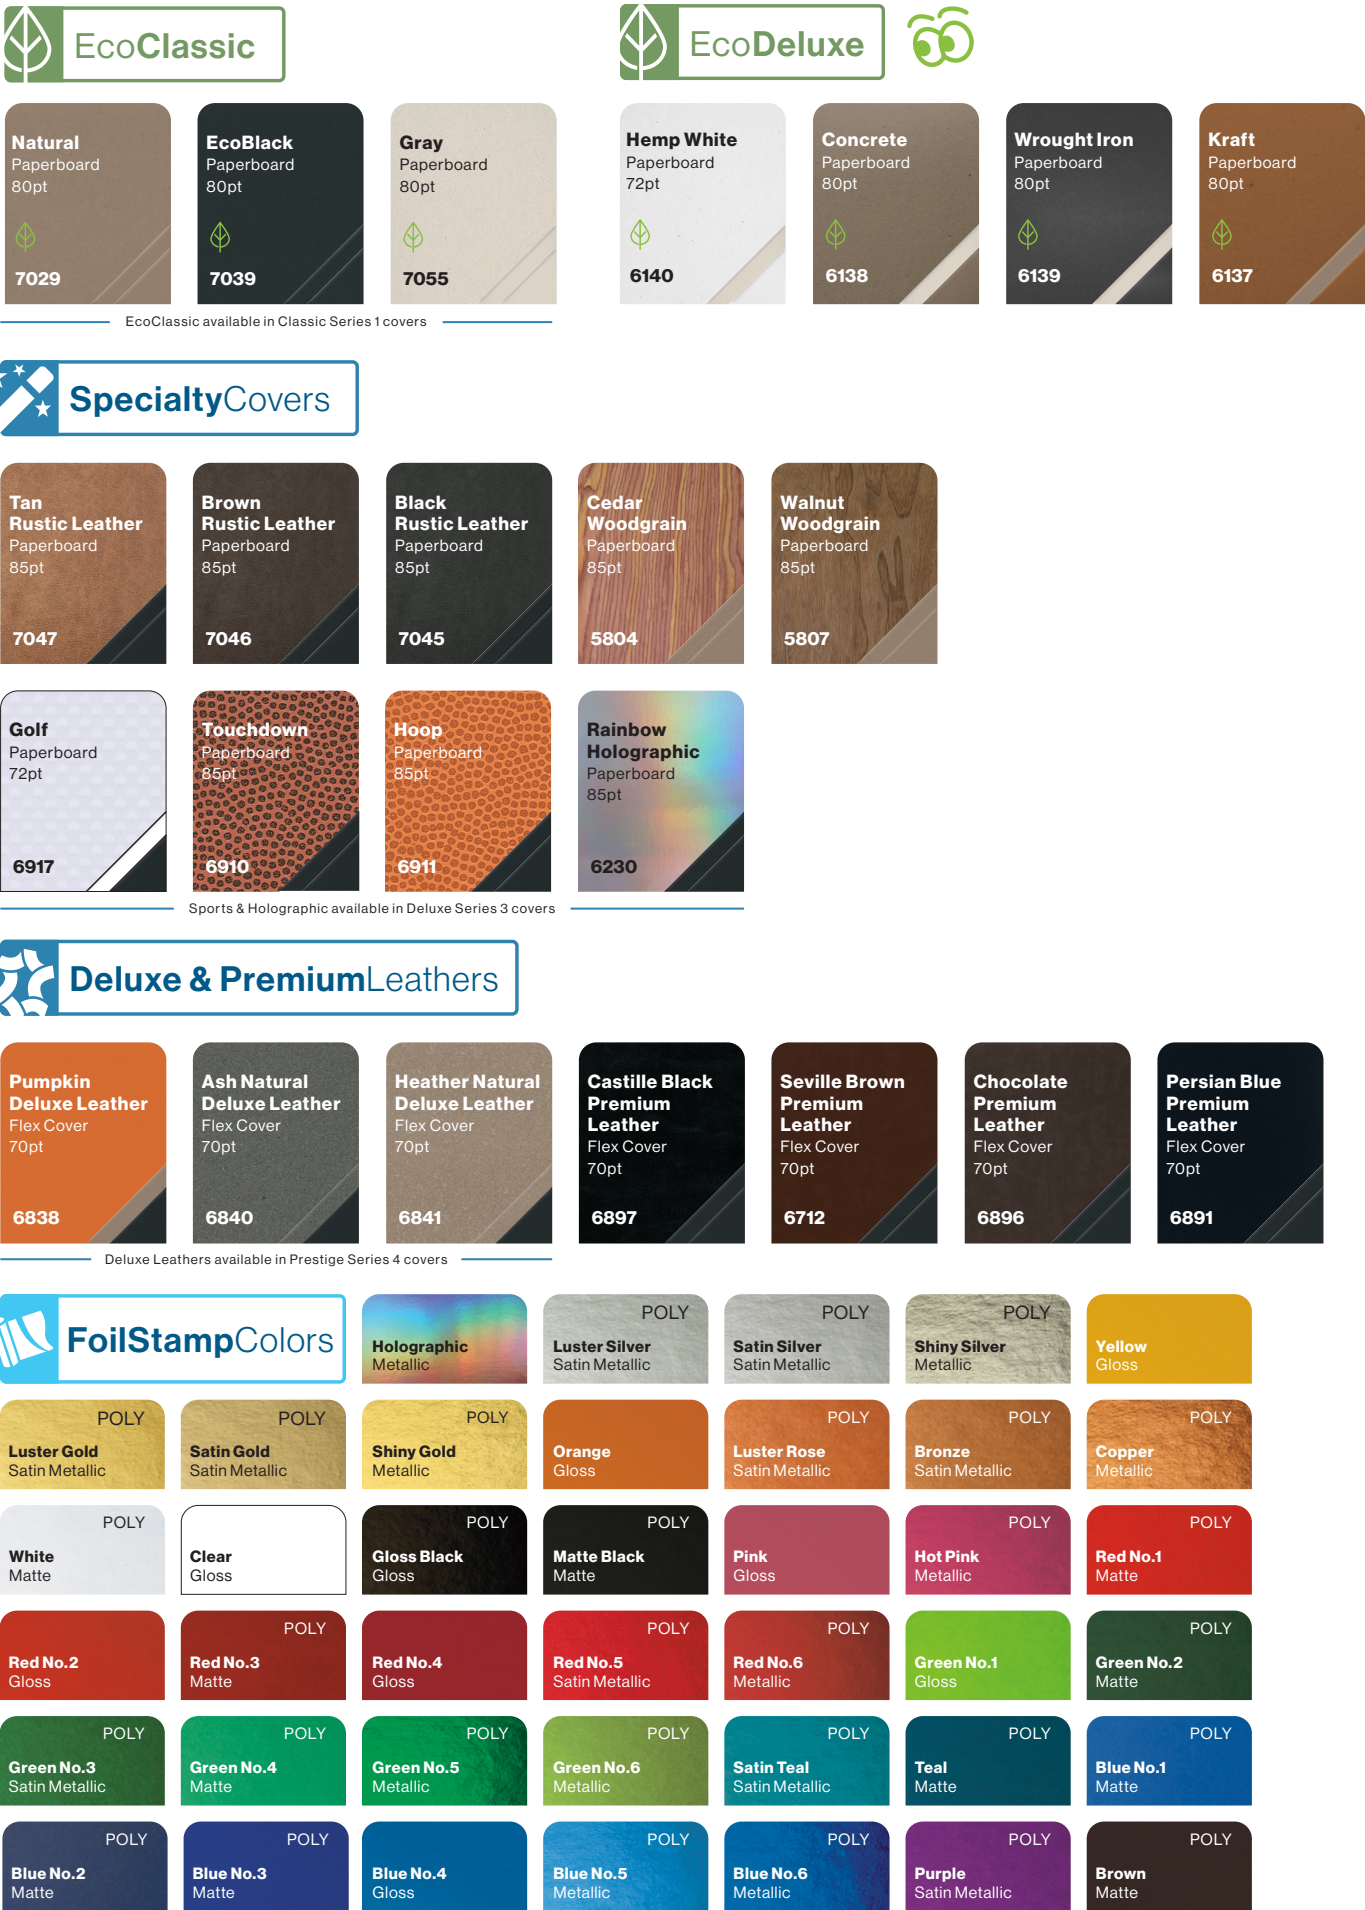 EcoClassic
EcoDeluxe
Natural
Paperboard
80pt
7029
EcoBlack
Paperboard
80pt
7039
Gray
Paperboard
80pt
7055
Hemp White
Paperboard
72pt
6140
Concrete
Paperboard
80pt
6138
Wrought Iron
Paperboard
80pt
6139
Kraft
Paperboard
80pt
6137
EcoClassic available in Classic Series 1 covers
SpecialtyCovers
Tan
Rustic Leather
Paperboard
85pt
7047
Brown
Rustic Leather
Paperboard
85pt
7046
Black
Rustic Leather
Paperboard
85pt
7045
Cedar
Woodgrain
Paperboard
85pt
5804
Walnut
Woodgrain
Paperboard
85pt
5807
Golf
Paperboard
72pt
6917
Touchdown
Paperboard
85pt
6910
Hoop
Paperboard
85pt
6911
Rainbow
Holographic
Paperboard
85pt
6230
Sports & Holographic available in Deluxe Series 3 covers
Deluxe & PremiumLeathers
Pumpkin
Deluxe Leather
Flex Cover
70pt
6838
Ash Natural
Deluxe Leather
Flex Cover
70pt
6840
Heather Natural
Deluxe Leather
Flex Cover
70pt
6841
Castille Black
Premium
Leather
Flex Cover
70pt
6897
Seville Brown
Premium
Leather
Flex Cover
70pt
6712
Chocolate
Premium
Leather
Flex Cover
70pt
6896
Persian Blue
Premium
Leather
Flex Cover
70pt
6891
Deluxe Leathers available in Prestige Series 4 covers
FoilStampColors
Holographic
Metallic
POLY
Luster Silver
Satin Metallic
POLY
Satin Silver
Satin Metallic
POLY
Shiny Silver
Metallic
Yellow
Gloss
POLY
Luster Gold
Satin Metallic
POLY
Satin Gold
Satin Metallic
POLY
Shiny Gold
Metallic
Orange
Gloss
POLY
Luster Rose
Satin Metallic
POLY
Bronze
Satin Metallic
POLY
Copper
Metallic
POLY
White
Matte
Clear
Gloss
POLY
Gloss Black
Gloss
POLY
Matte Black
Matte
Pink
Gloss
POLY
Hot Pink
Metallic
POLY
Red No.1
Matte
Red No.2
Gloss
POLY
Red No.3
Matte
Red No.4
Gloss
POLY
Red No.5
Satin Metallic
POLY
Red No.6
Metallic
Green No.1
Gloss
POLY
Green No.2
Matte
POLY
Green No.3
Satin Metallic
POLY
Green No.4
Matte
POLY
Green No.5
Metallic
POLY
Green No.6
Metallic
POLY
Satin Teal
Satin Metallic
POLY
Teal
Matte
POLY
Blue No.1
Matte
POLY
Blue No.2
Matte
POLY
Blue No.3
Matte
Blue No.4
Gloss
POLY
Blue No.5
Metallic
POLY
Blue No.6
Metallic
POLY
Purple
Satin Metallic
POLY
Brown
Matte